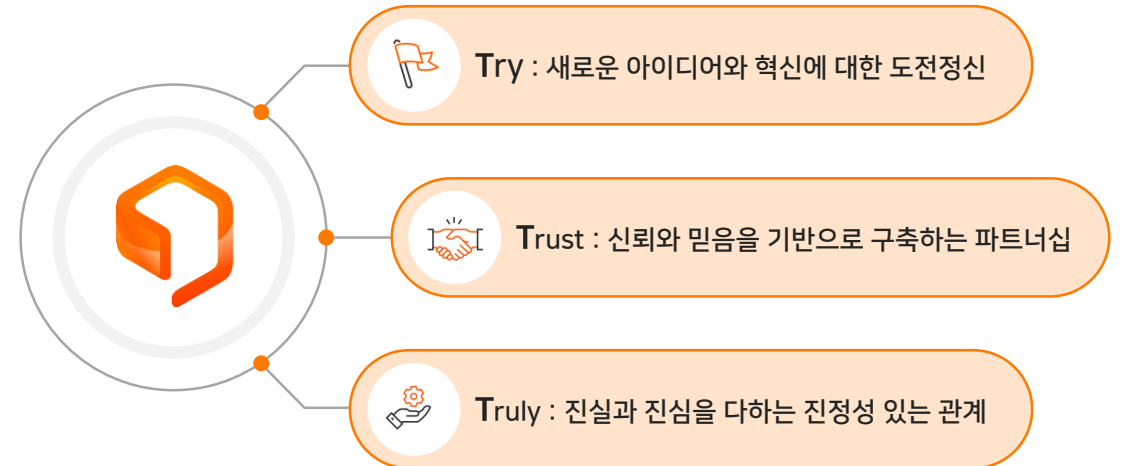 Try : 새로운 아이디어와 혁신에 대한 도전정신
Trust : 신뢰와 믿음을 기반으로 구축하는 파트너십
Truly : 진실과 진심을 다하는 진정성 있는 관계